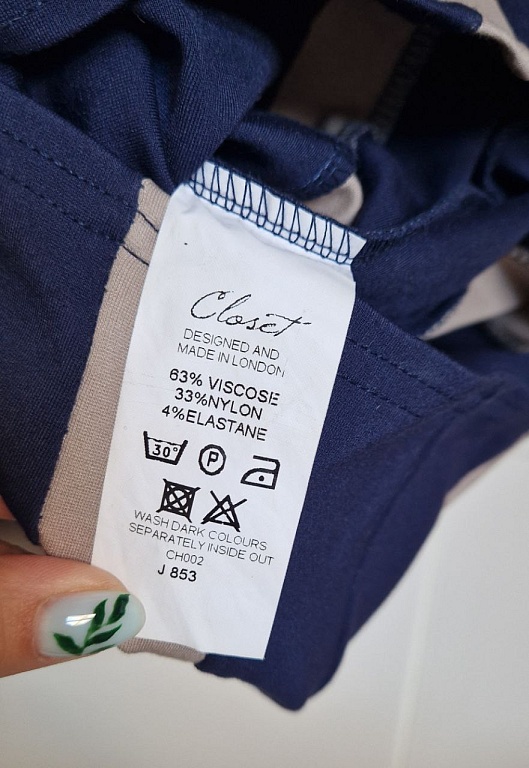 Closet
DESIGNED AND
MADE IN LONDON
63% VISCOSE
33%NYLON
4%ELASTANE
30°
P
WASH DARK COLOURS
SEPARATELY INSIDE OUT
CH002
J 853